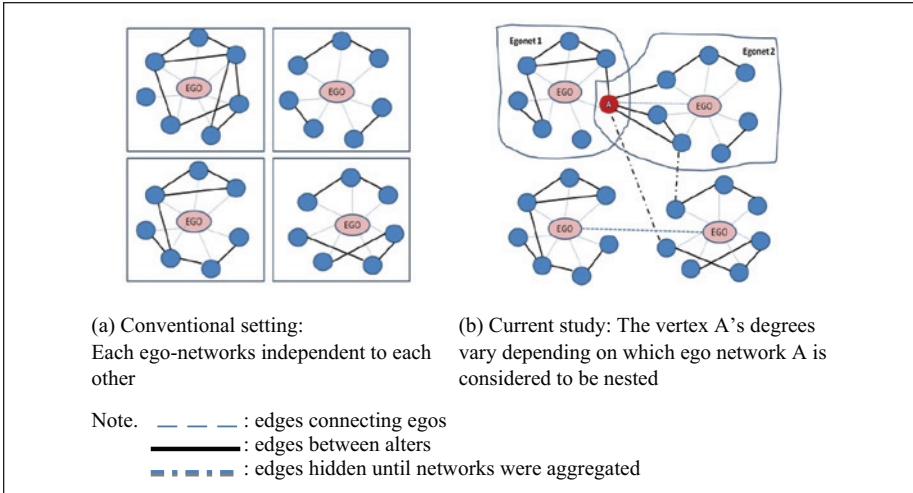 EGO
EGO
EGO
EGO
Egonet 1
Egonet 2
EGO
A
EGO
EGO
EGO
(a) Conventional setting:
Each ego-networks independent to each
other
(b) Current study: The vertex A’s degrees
vary depending on which ego network A is
considered to be nested
Note. : edges connecting egos
: edges between alters
: edges hidden until networks were aggregated